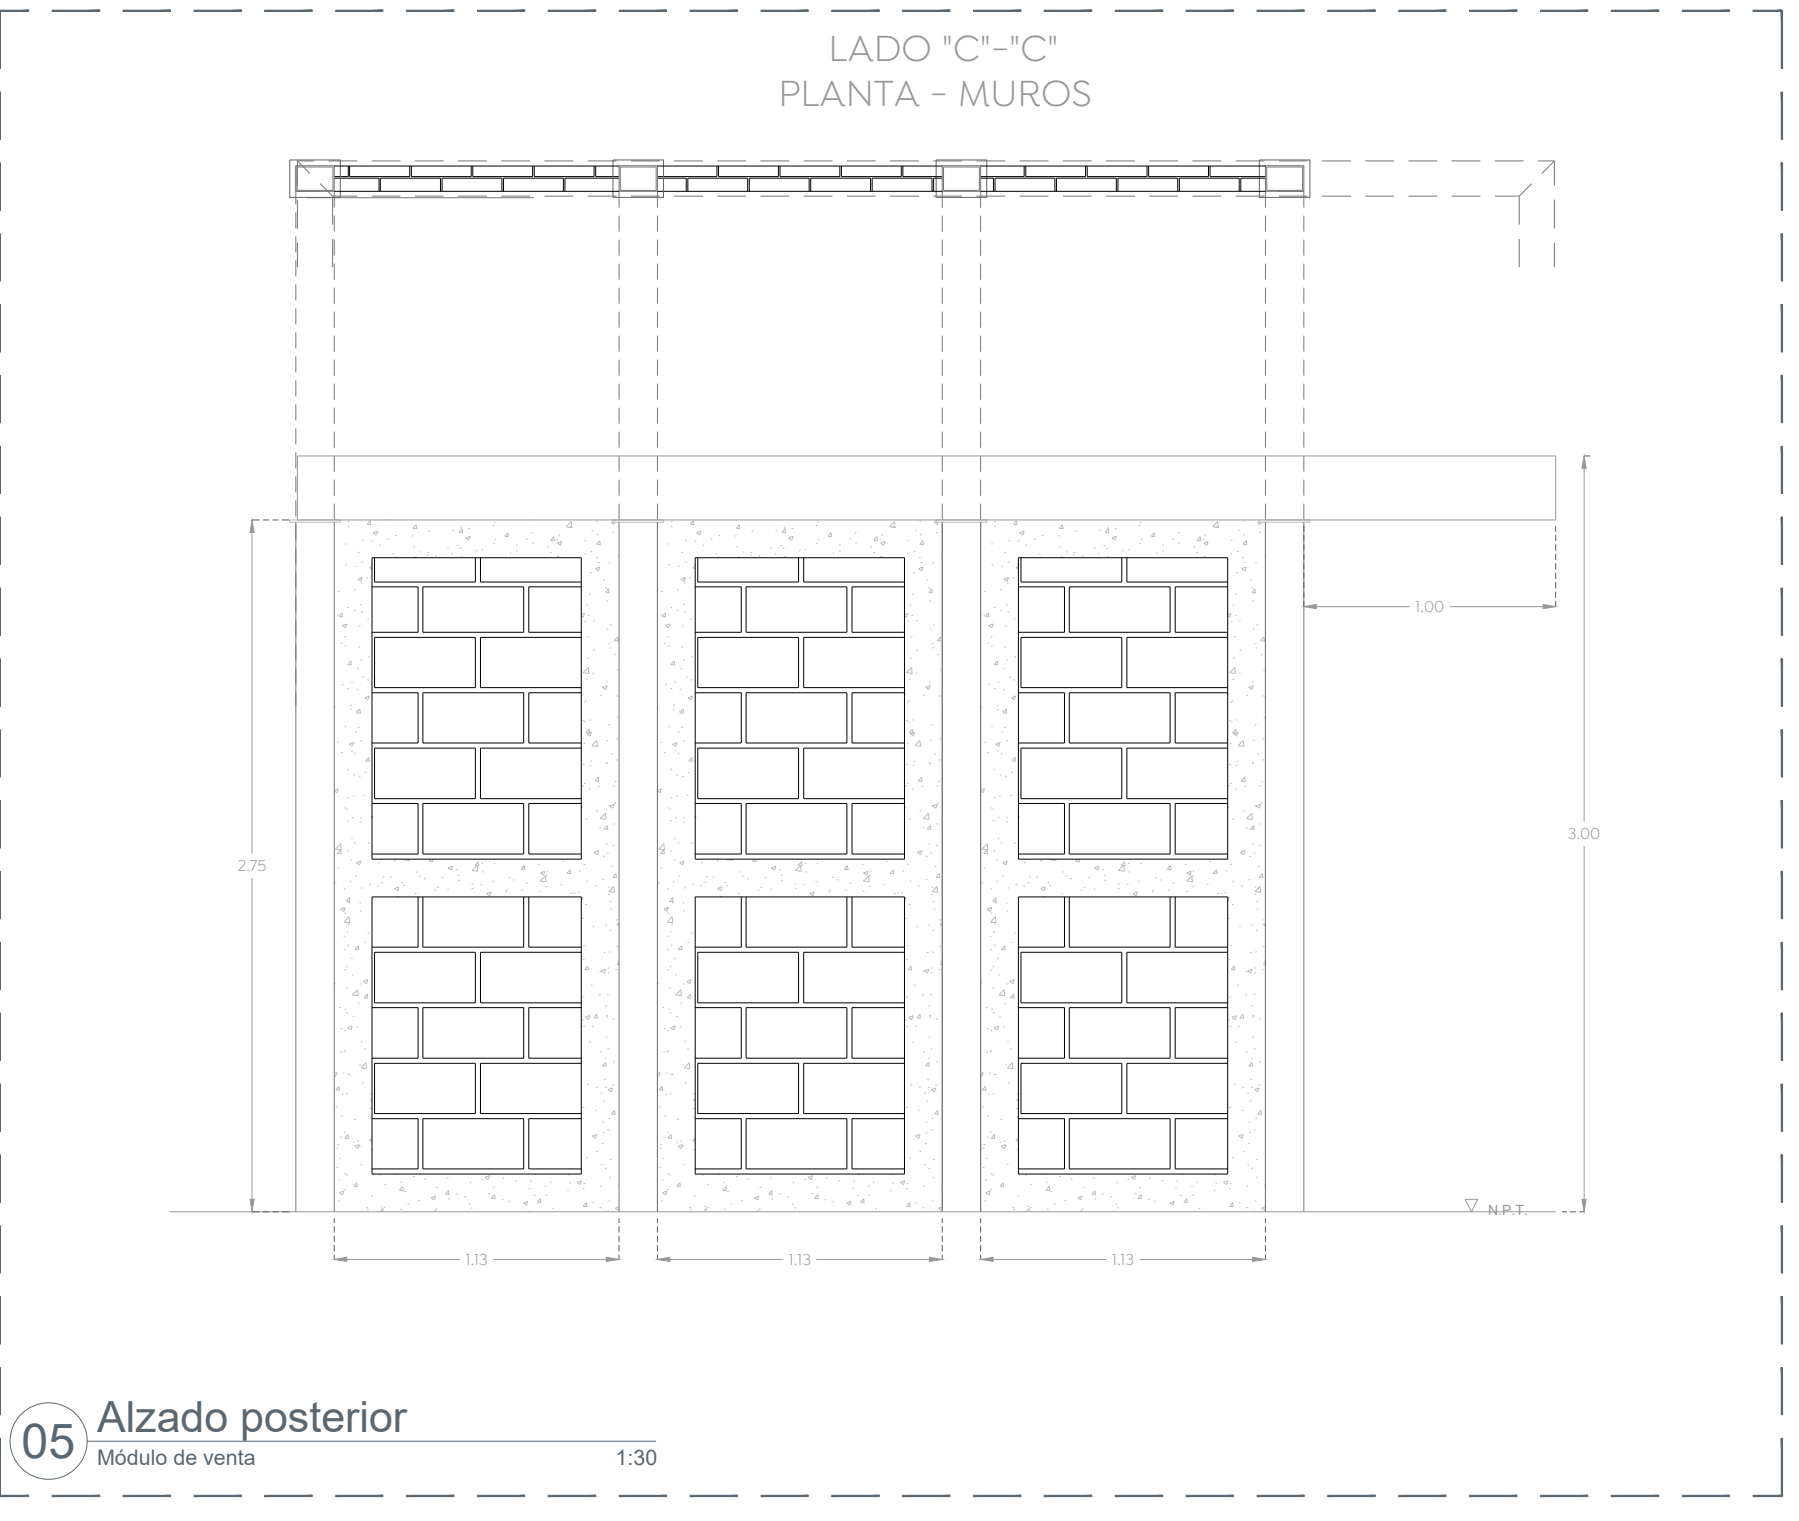 LADO "C"-"C"
PLANTA - MUROS
1.00
3.00
2.75
N.P.T.
1.13
1.13
1.13
05
Alzado posterior
Módulo de venta
1:30